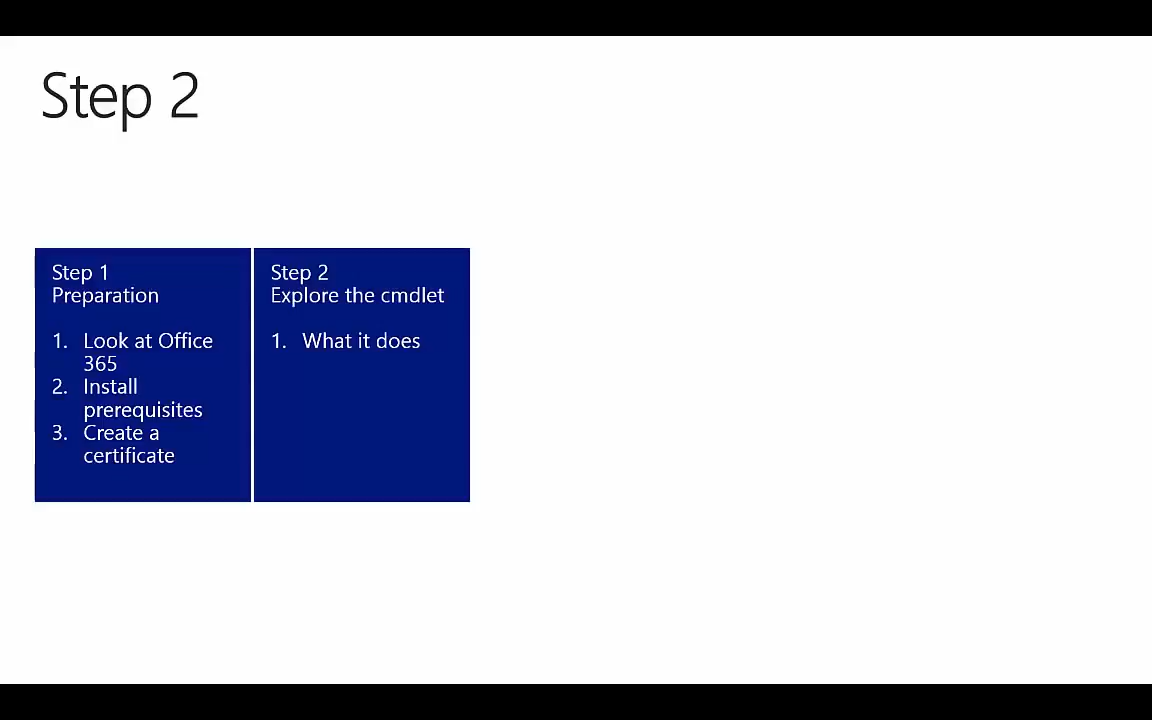 Step 2
Step 1
Preparation
1. Look at Office
365
2. Install
prerequisites
3. Create a
certificate
Step 2
Explore the cmdlet
1. What it does